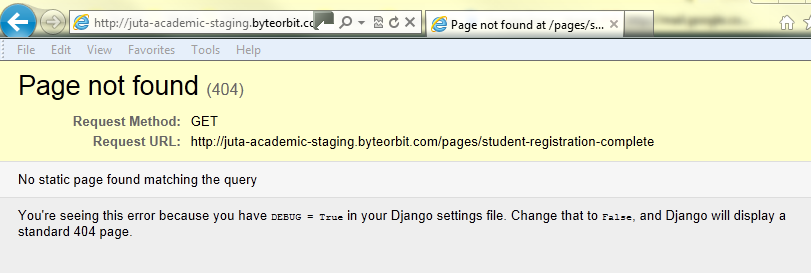 http://juta-academic-staging.byteorbit.co
Page not found at /pages/s...
File Edit View Favorites Tools Help
Page not found (404)
Request Method: GET
Request URL: http://juta-academic-staging.byteorbit.com/pages/student-registration-complete
No static page found matching the query
You're seeing this error because you have DEBUG = True in your Django settings file. Change that to False, and Django will display a
standard 404 page.